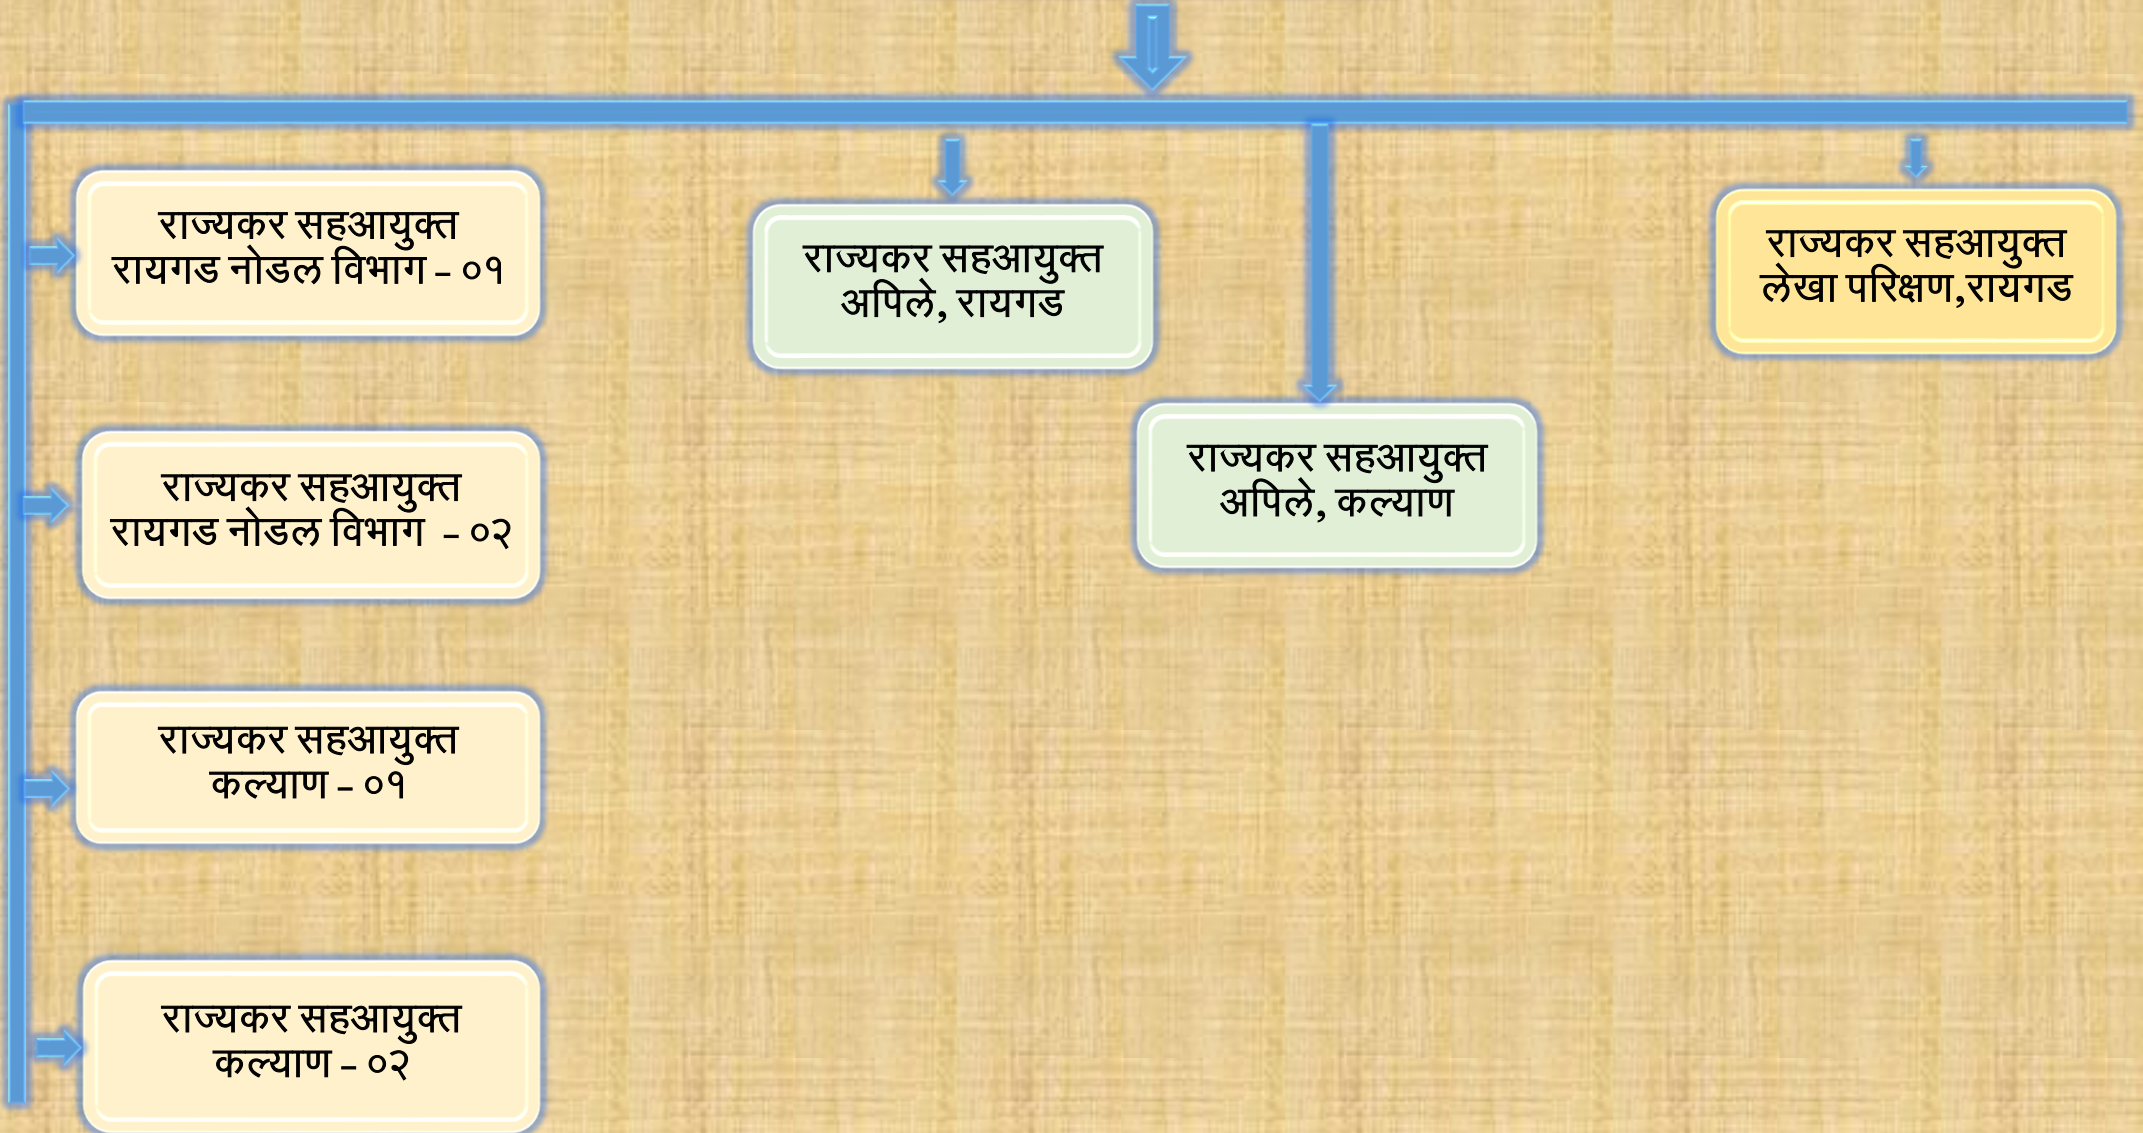 राज्यकर सहआयुक्त
रायगड नोडल विभाग – ०१
राज्यकर सहआयुक्त
रायगड नोडल विभाग – ०२
राज्यकर सहआयुक्त
कल्याण – ०१
राज्यकर सहआयुक्त
कल्याण – ०२
राज्यकर सहआयुक्त
अपिले, रायगड
राज्यकर सहआयुक्त
अपिले, कल्याण
राज्यकर सहआयुक्त
लेखा परिक्षण,रायगड